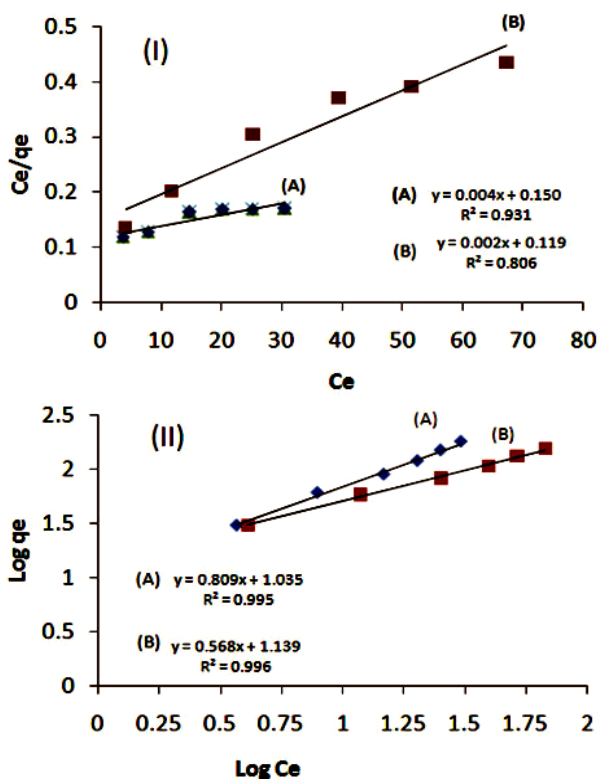 (I)
(B)
0.5
0.4
0.3
0.2
0.1
0
Ce/qe
(A)
(A) y = 0.004x + 0.150
R² = 0.931
(B) y = 0.002x + 0.119
R² = 0.806
0 10 20 30 40 50 60 70 80
Ce
(II)
(A)
(B)
2.5
2
1.5
1
0.5
0
Log qe
(A) y = 0.809x + 1.035
R² = 0.995
(B) y = 0.568x + 1.139
R² = 0.996
0 0.25 0.5 0.75 1 1.25 1.5 1.75 2
Log Ce